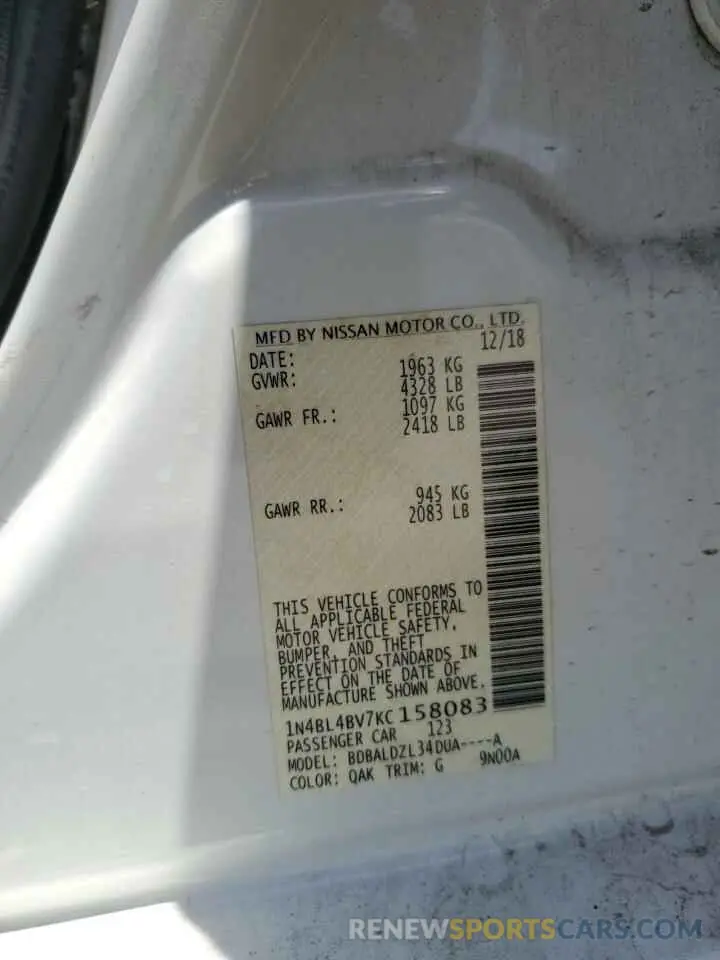 MFD BY NISSAN MOTOR CO., LTD.
DATE: 12/18
GVWR: 1963 KG
4328 LB
GAWR FR.: 1097 KG
2418 LB
GAWR RR.: 945 KG
2083 LB
THIS VEHICLE CONFORMS TO
ALL APPLICABLE FEDERAL
MOTOR VEHICLE SAFETY,
BUMPER, AND THEFT
PREVENTION STANDARDS IN
EFFECT ON THE DATE OF
MANUFACTURE SHOWN ABOVE.
1N4BL4BV7KC158083
PASSENGER CAR 123
MODEL: BDBALDZL34DUA----A
COLOR: QAK TRIM: G 9N00A
RENEWSPORTSCARS.COM